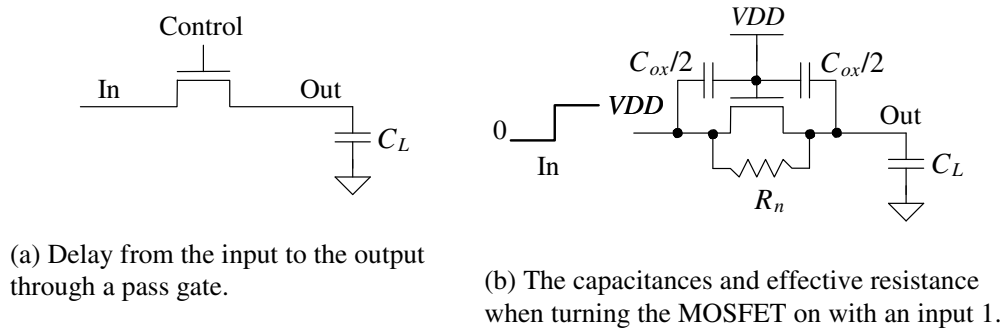 Control
In
Out
C_L
VDD
C_ox/2
C_ox/2
0
VDD
In
Out
C_L
R_n
(a) Delay from the input to the output
through a pass gate.
(b) The capacitances and effective resistance
when turning the MOSFET on with an input 1.